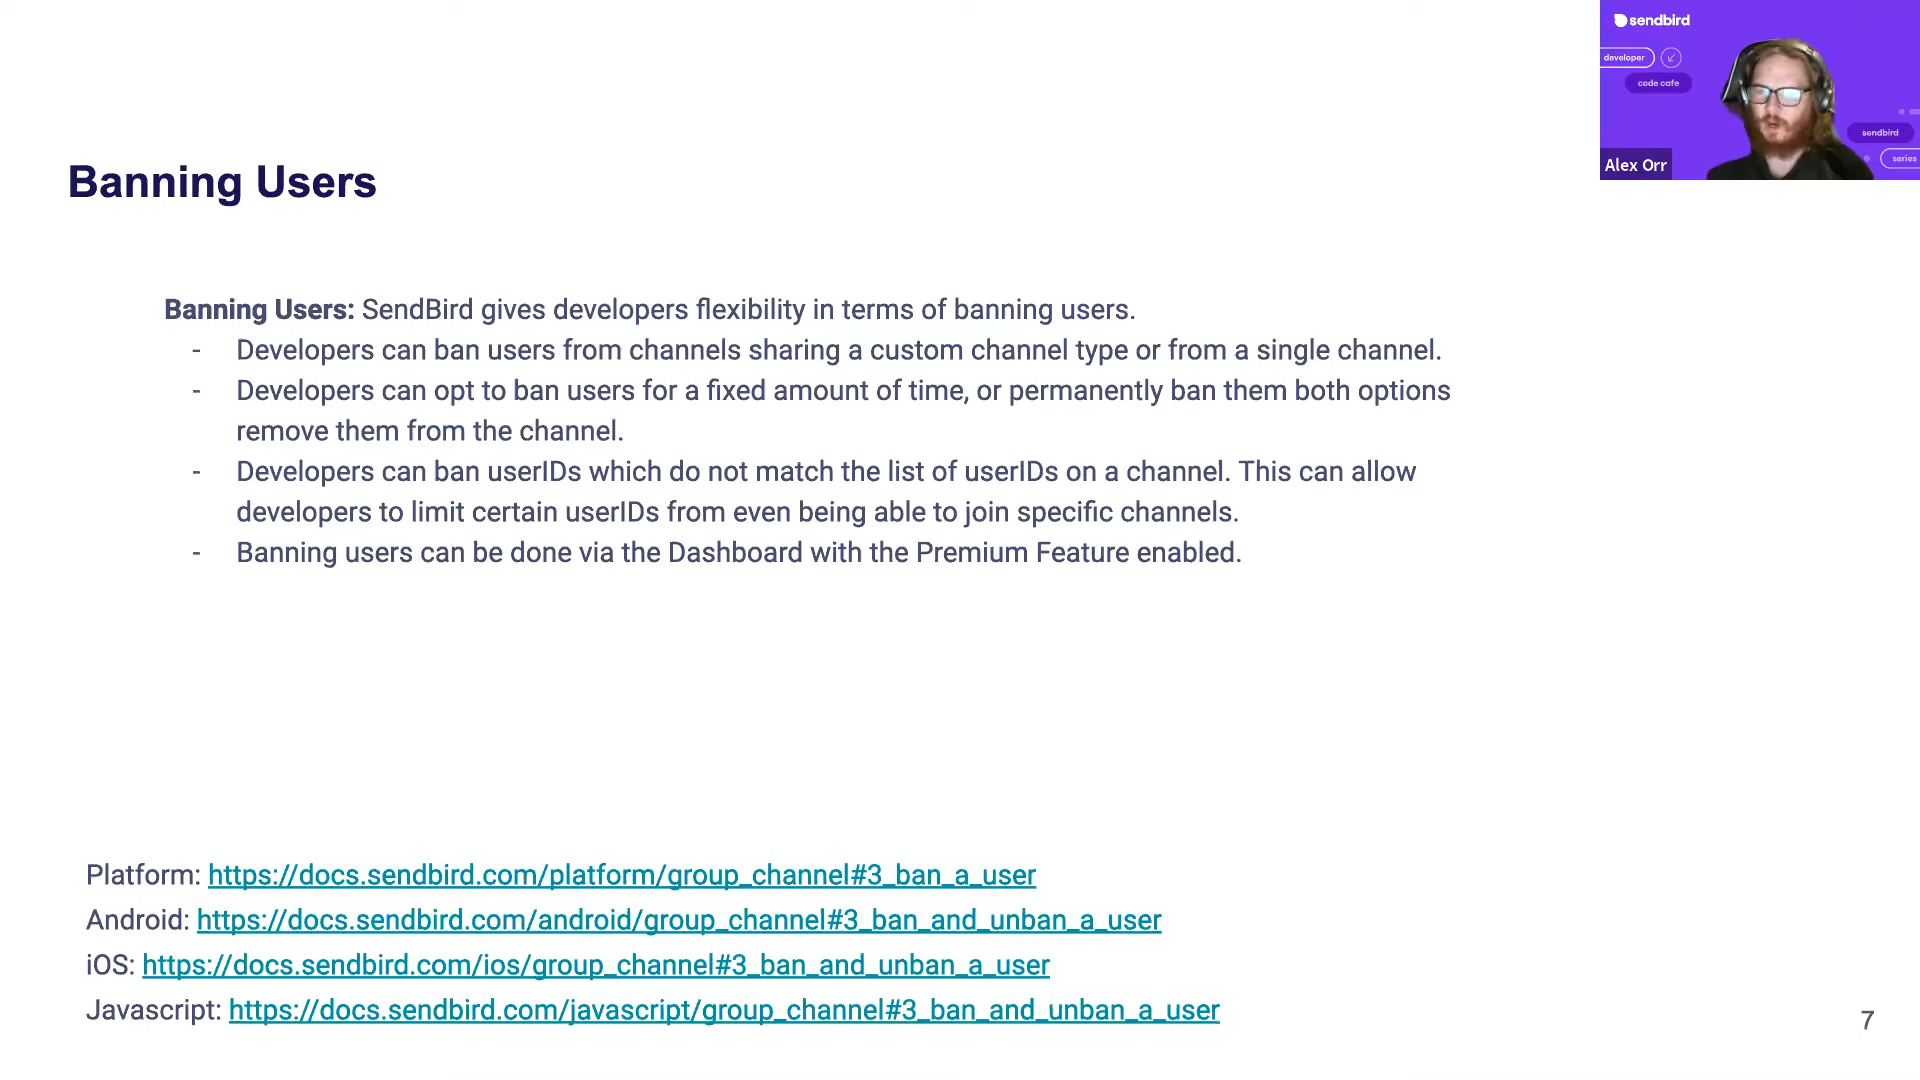 sendbird
developer
code cafe
sendbird
series
Alex Orr
Banning Users
Banning Users: SendBird gives developers flexibility in terms of banning users.
- Developers can ban users from channels sharing a custom channel type or from a single channel.
- Developers can opt to ban users for a fixed amount of time, or permanently ban them both options
remove them from the channel.
- Developers can ban userIDs which do not match the list of userIDs on a channel. This can allow
developers to limit certain userIDs from even being able to join specific channels.
- Banning users can be done via the Dashboard with the Premium Feature enabled.
Platform: https://docs.sendbird.com/platform/group_channel#3_ban_a_user
Android: https://docs.sendbird.com/android/group_channel#3_ban_and_unban_a_user
iOS: https://docs.sendbird.com/ios/group_channel#3_ban_and_unban_a_user
Javascript: https://docs.sendbird.com/javascript/group_channel#3_ban_and_unban_a_user
7